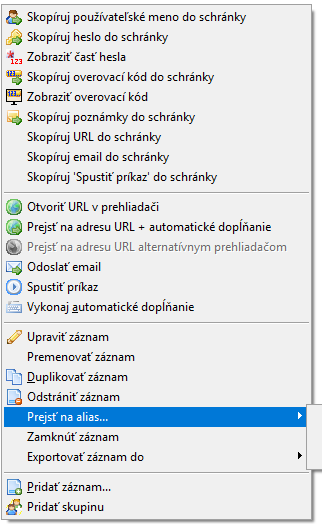 Skopíruj používateľské meno do schránky
Skopíruj heslo do schránky
Zobraziť časť hesla
Skopíruj overovací kód do schránky
Zobraziť overovací kód
Skopíruj poznámky do schránky
Skopíruj URL do schránky
Skopíruj email do schránky
Skopíruj 'Spustiť príkaz' do schránky
Otvoriť URL v prehliadači
Prejsť na adresu URL + automatické dopĺňanie
Prejsť na adresu URL alternatívnym prehliadačom
Odoslať email
Spustiť príkaz
Vykonaj automatické dopĺňanie
Upraviť záznam
Premenovať záznam
Duplikovať záznam
Odstrániť záznam
Prejsť na alias...
Zamknúť záznam
Exportovať záznam do
Pridať záznam...
Pridať skupinu